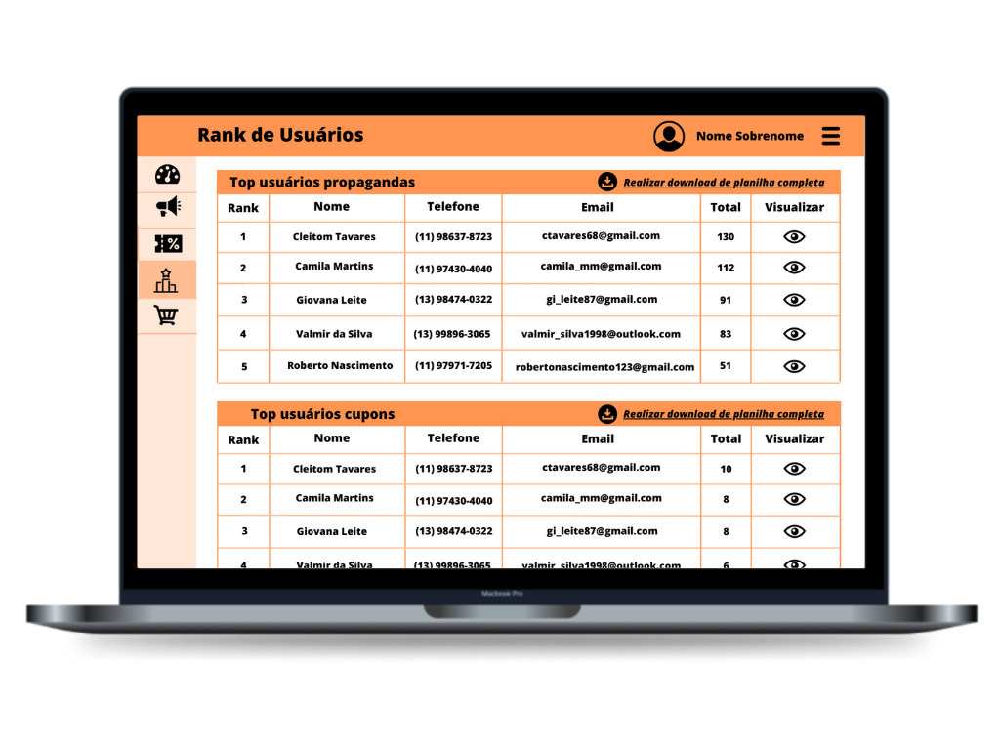 Rank de Usuários
Nome Sobrenome
Top usuários propagandas
Realizar download de planilha completa
Rank Nome Telefone Email Total Visualizar
1 Cleitom Tavares (11) 98637-8723 ctavares68@gmail.com 130
2 Camila Martins (11) 97430-4040 camila_mm@gmail.com 112
3 Giovana Leite (13) 98474-0322 gi_leite87@gmail.com 91
4 Valmir da Silva (13) 99896-3065 valmir_silva1998@outlook.com 83
5 Roberto Nascimento (11) 97971-7205 robertonascimento123@gmail.com 51
Top usuários cupons
Realizar download de planilha completa
Rank Nome Telefone Email Total Visualizar
1 Cleitom Tavares (11) 98637-8723 ctavares68@gmail.com 10
2 Camila Martins (11) 97430-4040 camila_mm@gmail.com 8
3 Giovana Leite (13) 98474-0322 gi_leite87@gmail.com 8
4 Valmir da Silva (13) 99896-3065 valmir_silva1998@outlook.com 6
Macbook Pro